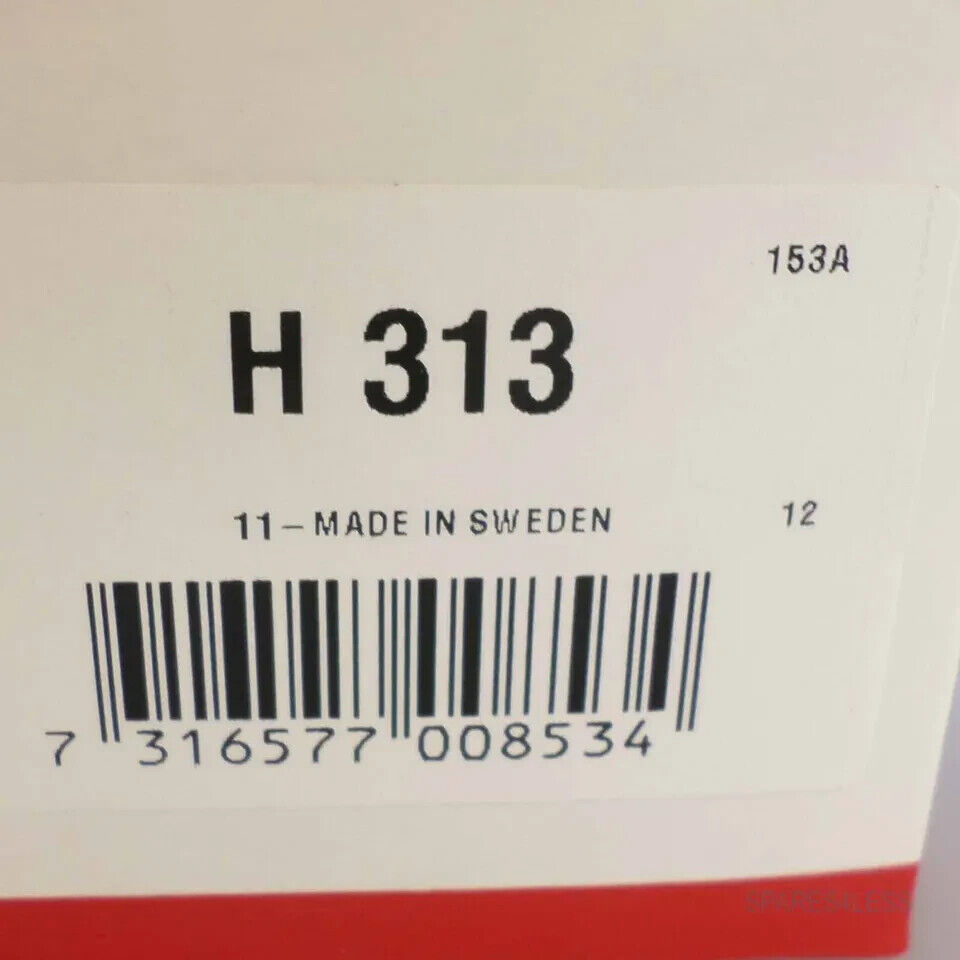 153A
H 313
11-MADE IN SWEDEN 12
7 316577 008534